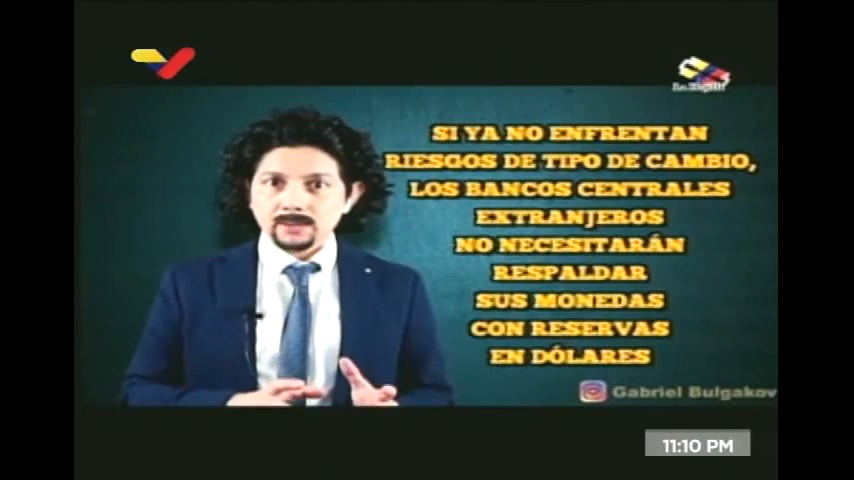 SI YA NO ENFRENTAN
RIESGOS DE TIPO DE CAMBIO,
LOS BANCOS CENTRALES
EXTRANJEROS
NO NECESITARÁN
RESPALDAR
SUS MONEDAS
CON RESERVAS
EN DÓLARES
Gabriel Bulgakov
11:10 PM